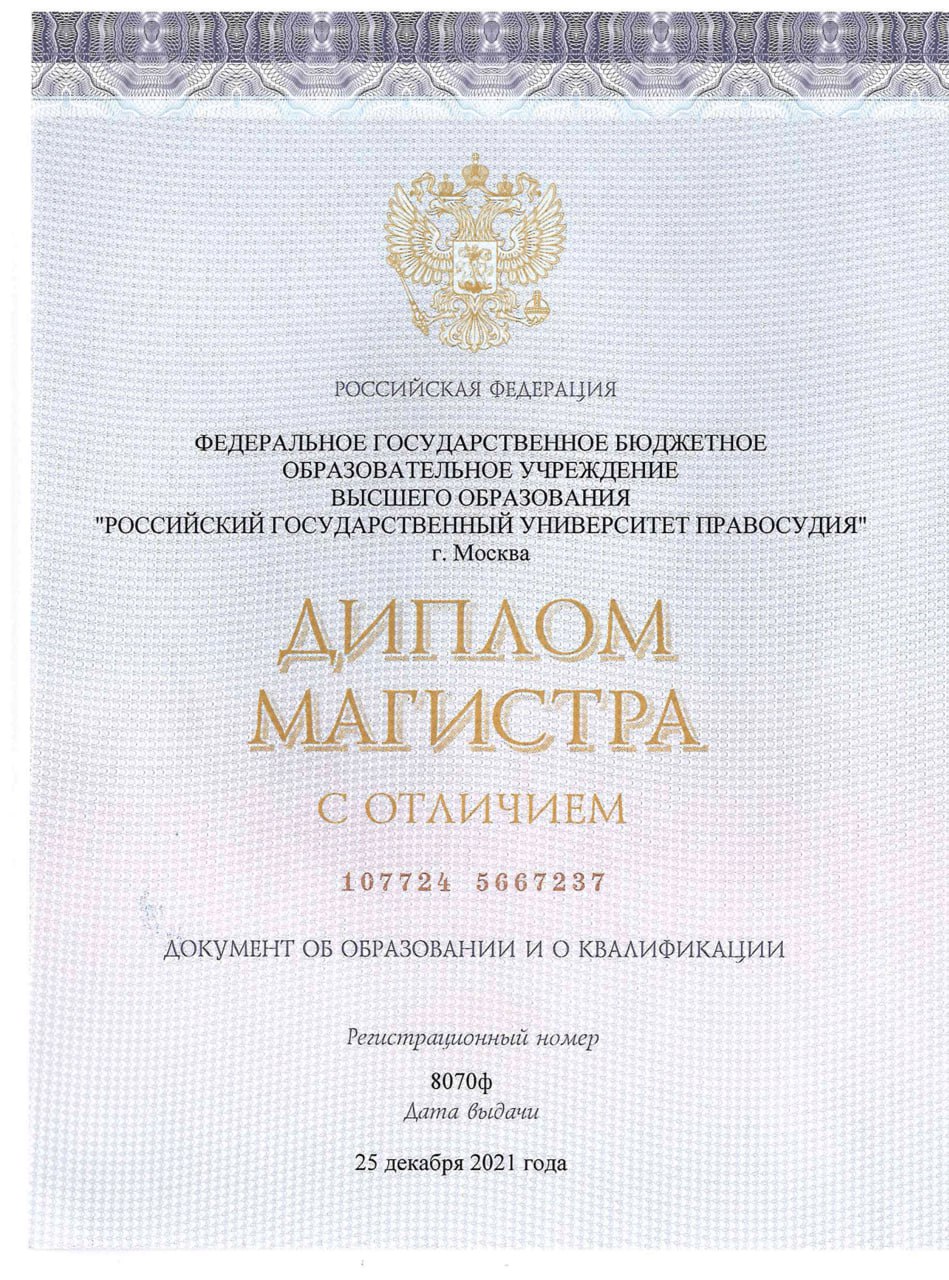 РОССИЙСКАЯ ФЕДЕРАЦИЯ
ФЕДЕРАЛЬНОЕ ГОСУДАРСТВЕННОЕ БЮДЖЕТНОЕ
ОБРАЗОВАТЕЛЬНОЕ УЧРЕЖДЕНИЕ
ВЫСШЕГО ОБРАЗОВАНИЯ
"РОССИЙСКИЙ ГОСУДАРСТВЕННЫЙ УНИВЕРСИТЕТ ПРАВОСУДИЯ"
г. Москва
ДИПЛОМ
МАГИСТРА
С ОТЛИЧИЕМ
107724 5667237
ДОКУМЕНТ ОБ ОБРАЗОВАНИИ И О КВАЛИФИКАЦИИ
Регистрационный номер
8070ф
Дата выдачи
25 декабря 2021 года